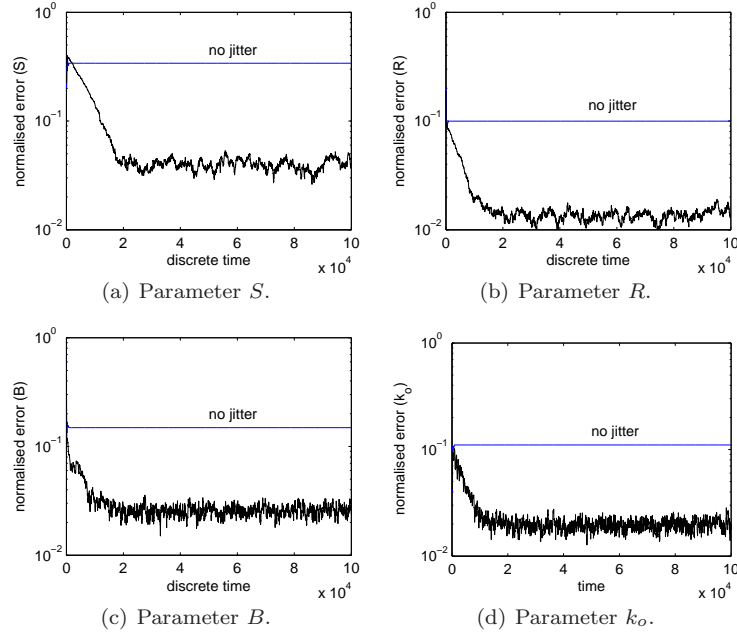 10^0
10^-1
10^-2
normalised error (S)
no jitter
0 2 4 6 8 10
discrete time
x 10^4
(a) Parameter S.
10^0
10^-1
10^-2
normalised error (R)
no jitter
0 2 4 6 8 10
discrete time
x 10^4
(b) Parameter R.
10^0
10^-1
10^-2
normalised error (B)
no jitter
0 2 4 6 8 10
discrete time
x 10^4
(c) Parameter B.
10^0
10^-1
10^-2
normalised error (k_o)
no jitter
0 2 4 6 8 10
time
x 10^4
(d) Parameter k_o.